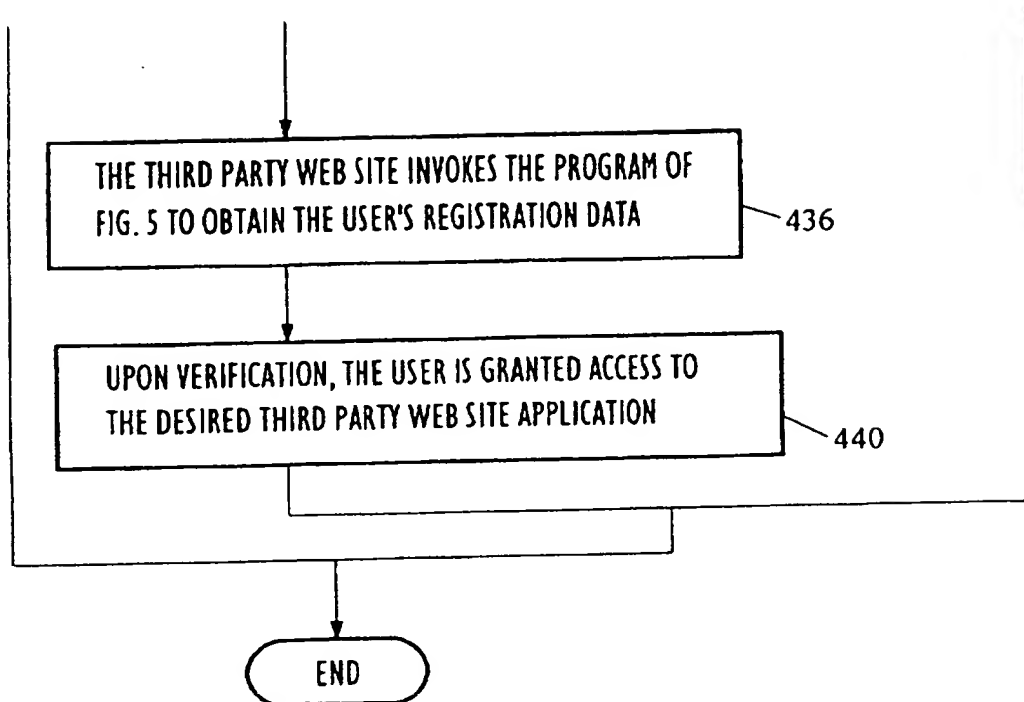 THE THIRD PARTY WEB SITE INVOKES THE PROGRAM OF
FIG. 5 TO OBTAIN THE USER'S REGISTRATION DATA
436
UPON VERIFICATION, THE USER IS GRANTED ACCESS TO
THE DESIRED THIRD PARTY WEB SITE APPLICATION
440
END